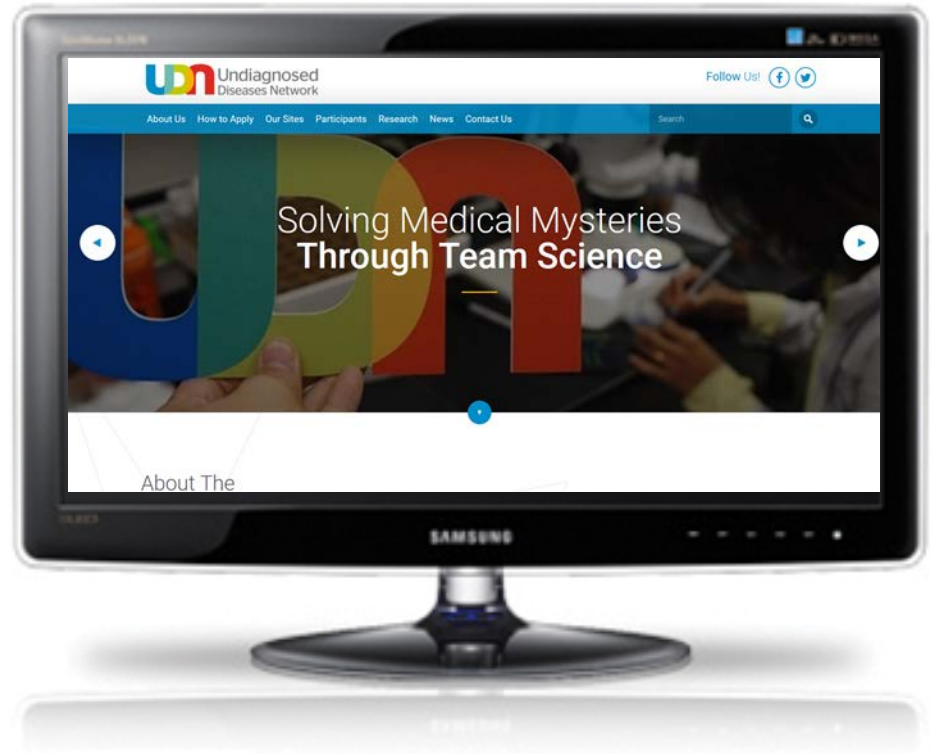 UDN Undiagnosed
Diseases Network
Follow Us!
About Us How to Apply Our Sites Participants Research News Contact Us Search
UDN
Solving Medical Mysteries
Through Team Science
About The
SAMSUNG